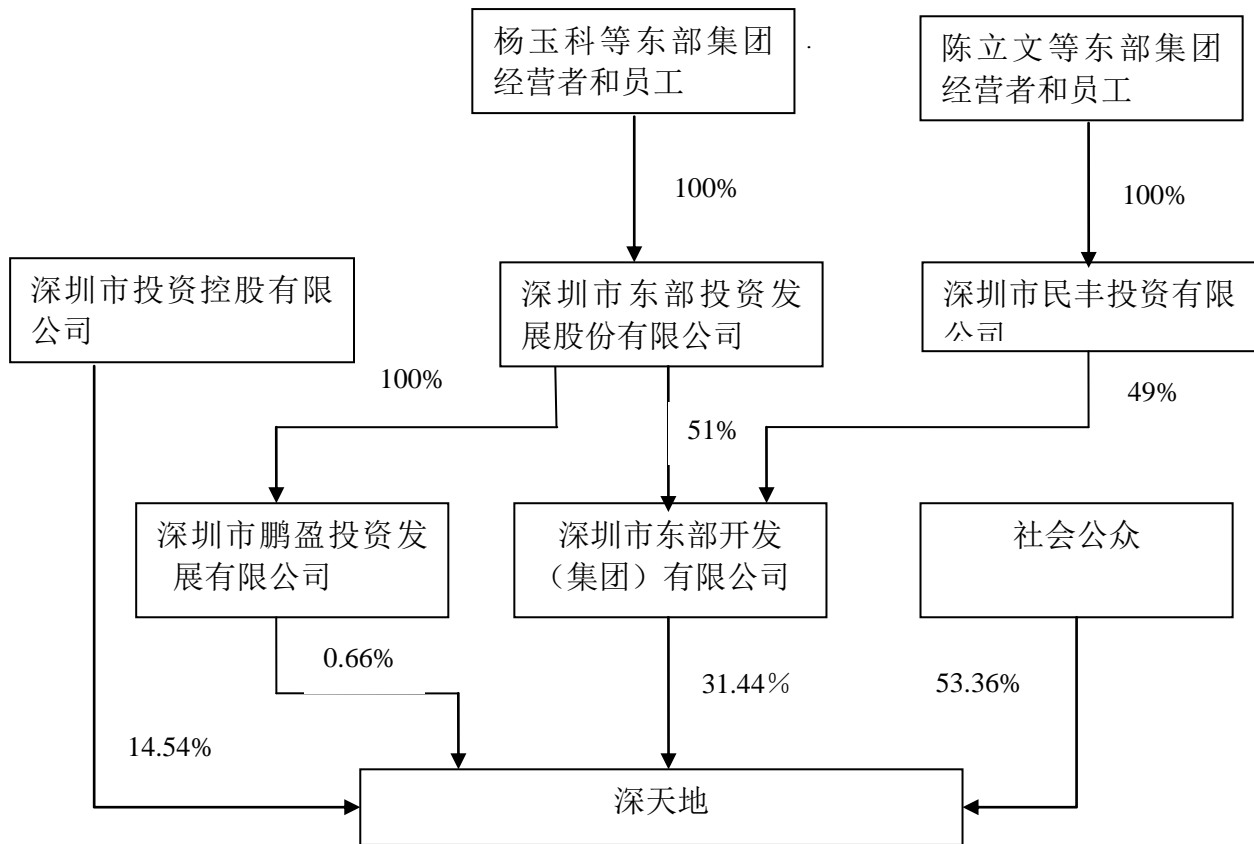 杨玉科等东部集团
经营者和员工
陈立文等东部集团
经营者和员工
100%
100%
深圳市投资控股有限
公司
深圳市东部投资发
展股份有限公司
深圳市民丰投资有限
公司
100%
51%
49%
深圳市鹏盈投资发
展有限公司
深圳市东部开发
（集团）有限公司
社会公众
0.66%
31.44％
53.36%
14.54%
深天地